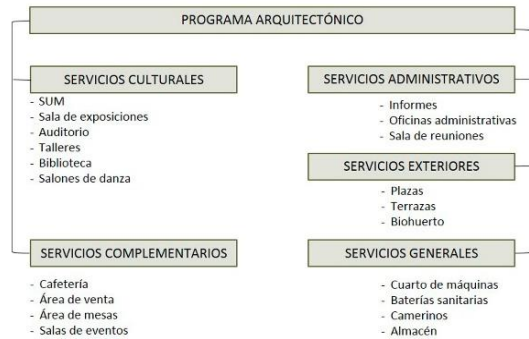 PROGRAMA ARQUITECTÓNICO
SERVICIOS CULTURALES
- SUM
- Sala de exposiciones
- Auditorio
- Talleres
- Biblioteca
- Salones de danza
SERVICIOS ADMINISTRATIVOS
- Informes
- Oficinas administrativas
- Sala de reuniones
SERVICIOS EXTERIORES
- Plazas
- Terrazas
- Biohuerto
SERVICIOS COMPLEMENTARIOS
- Cafetería
- Área de venta
- Área de mesas
- Salas de eventos
SERVICIOS GENERALES
- Cuarto de máquinas
- Baterías sanitarias
- Camerinos
- Almacén